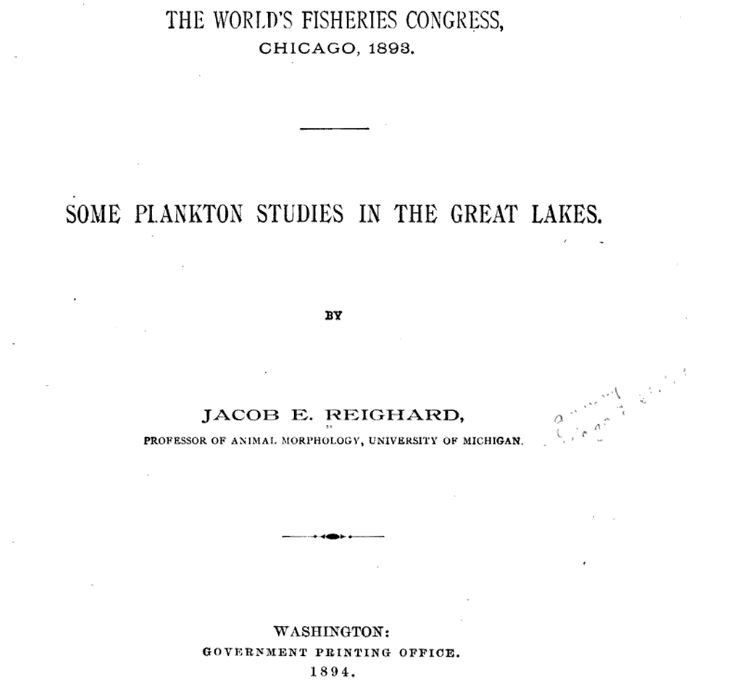 THE WORLD'S FISHERIES CONGRESS,
CHICAGO, 1893.
SOME PLANKTON STUDIES IN THE GREAT LAKES.
BY
JACOB E. REIGHARD,
PROFESSOR OF ANIMAL MORPHOLOGY, UNIVERSITY OF MICHIGAN.
WASHINGTON:
GOVERNMENT PRINTING OFFICE.
1894.